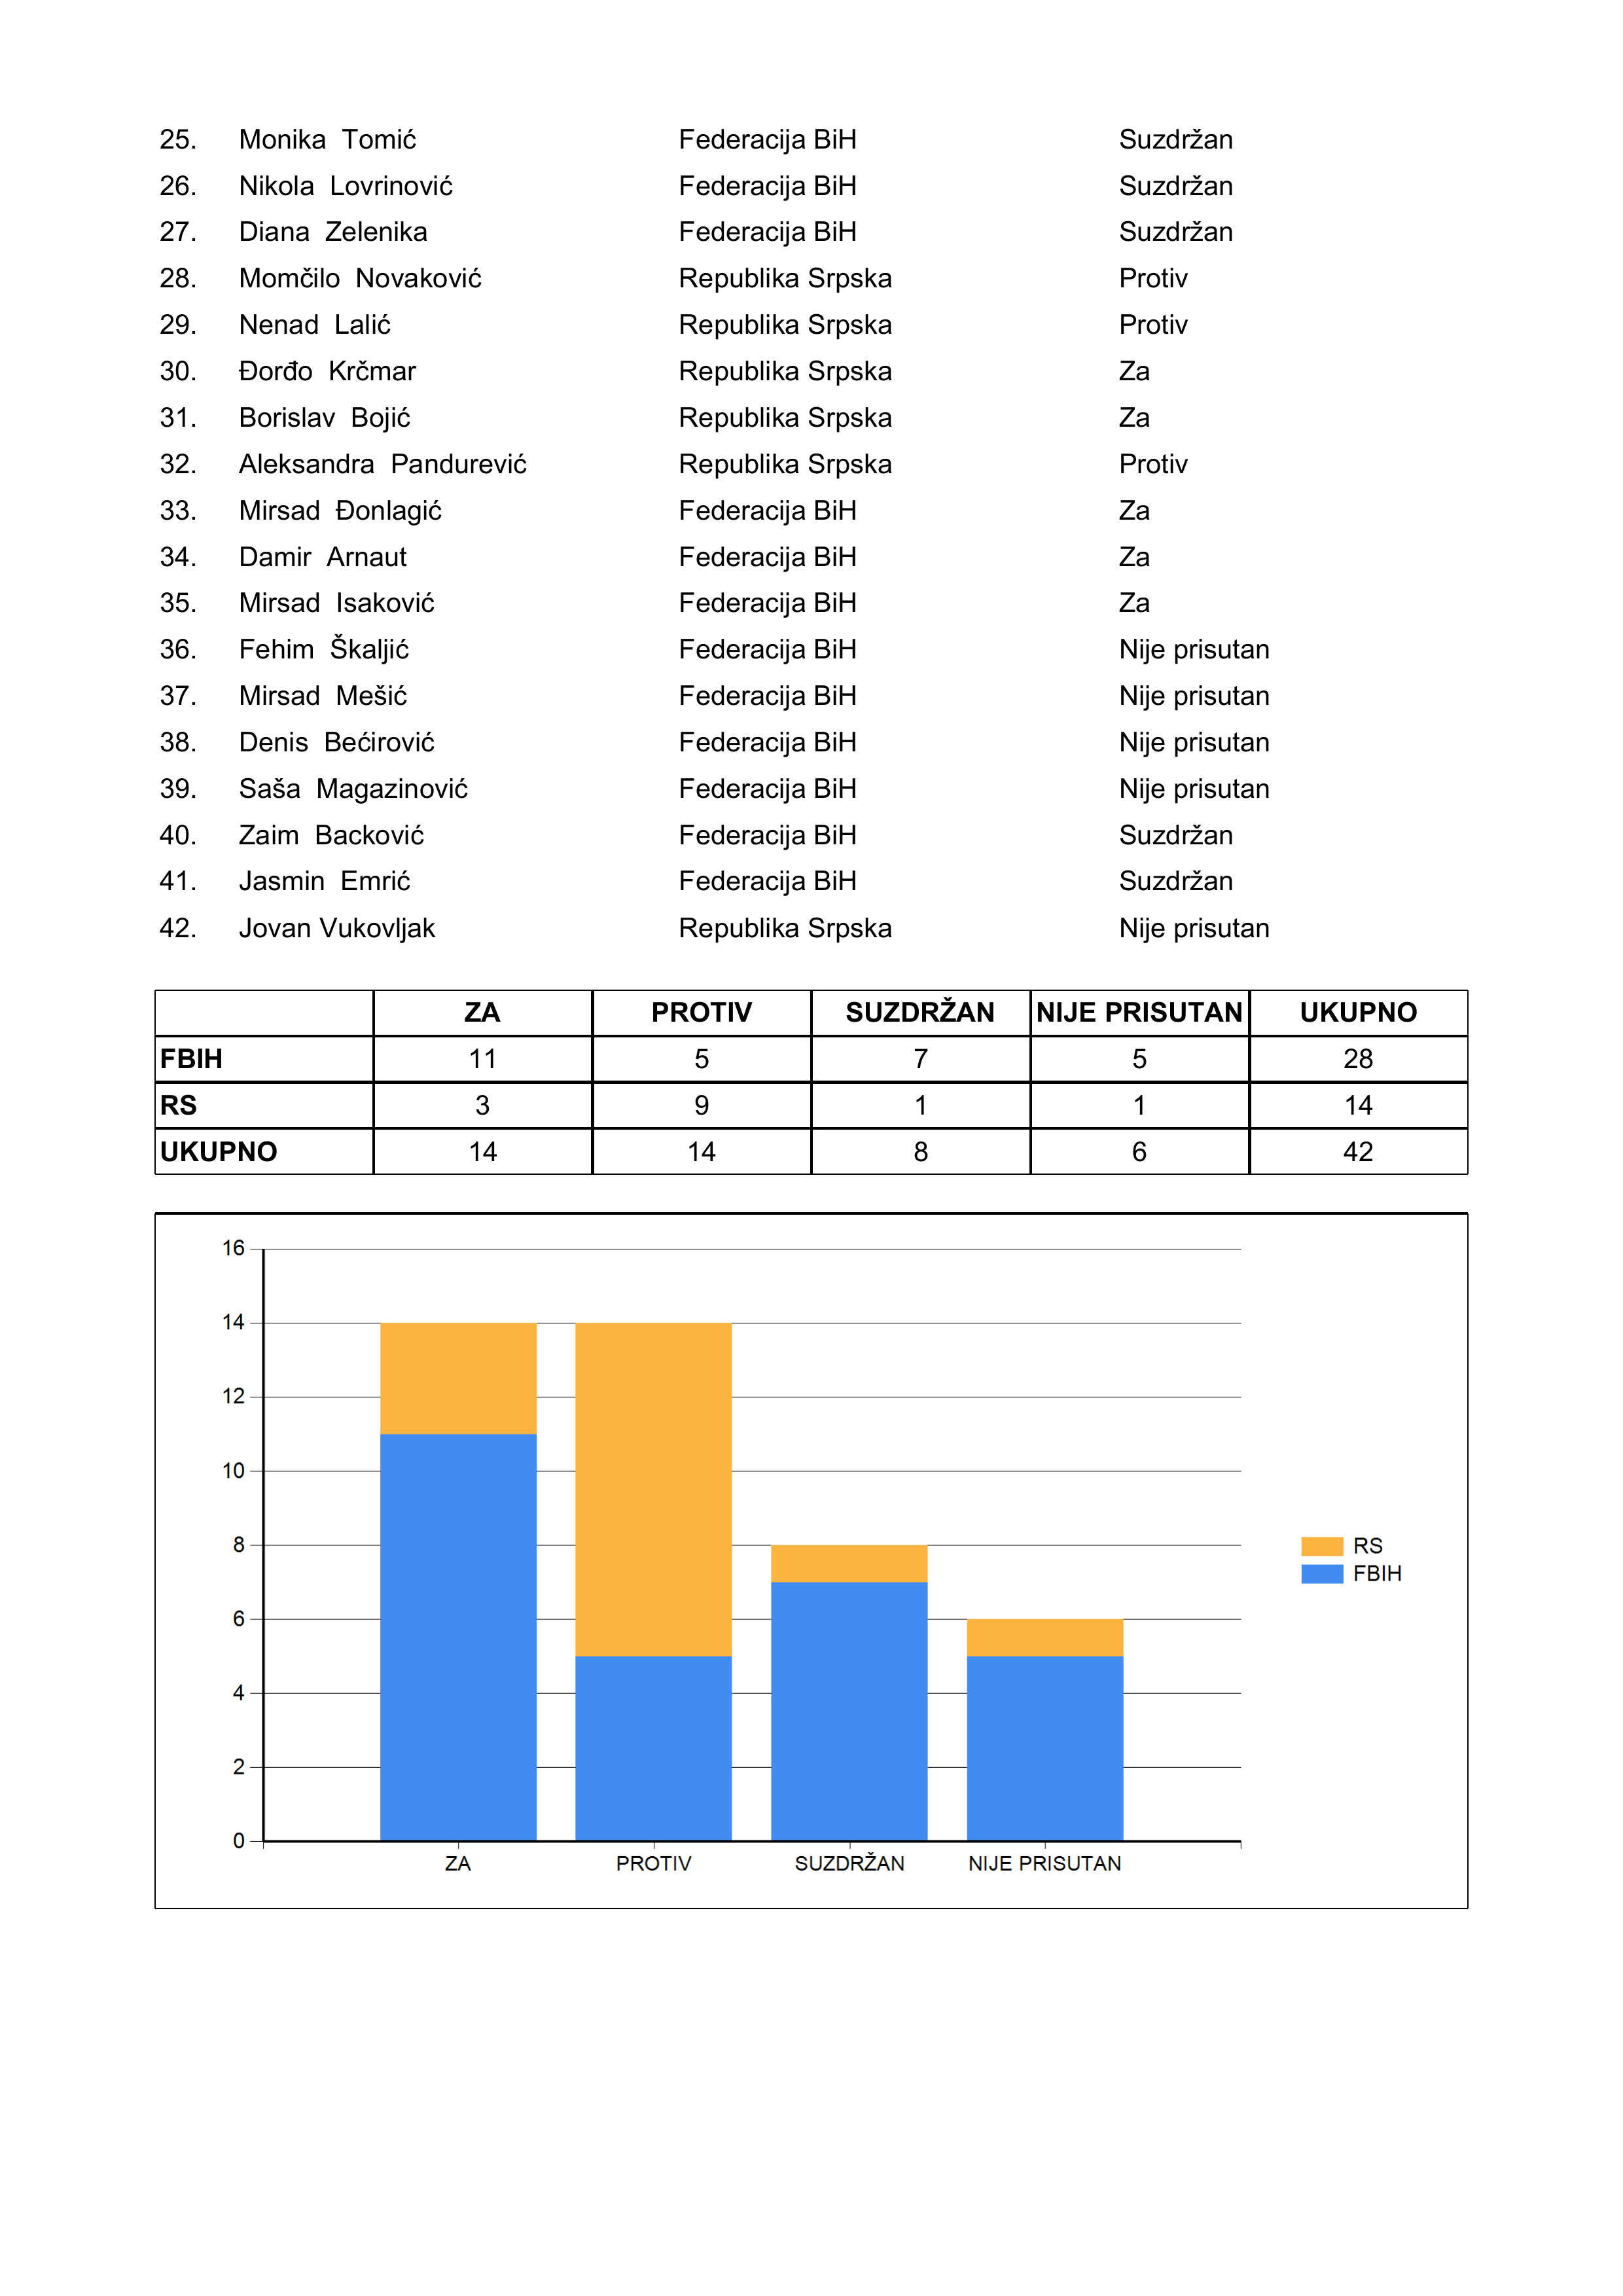 25. Monika Tomić Federacija BiH Suzdržan
26. Nikola Lovrinović Federacija BiH Suzdržan
27. Diana Zelenika Federacija BiH Suzdržan
28. Momčilo Novaković Republika Srpska Protiv
29. Nenad Lalić Republika Srpska Protiv
30. Đorđo Krčmar Republika Srpska Za
31. Borislav Bojić Republika Srpska Za
32. Aleksandra Pandurević Republika Srpska Protiv
33. Mirsad Đonlagić Federacija BiH Za
34. Damir Arnaut Federacija BiH Za
35. Mirsad Isaković Federacija BiH Za
36. Fehim Škaljić Federacija BiH Nije prisutan
37. Mirsad Mešić Federacija BiH Nije prisutan
38. Denis Bećirović Federacija BiH Nije prisutan
39. Saša Magazinović Federacija BiH Nije prisutan
40. Zaim Backović Federacija BiH Suzdržan
41. Jasmin Emrić Federacija BiH Suzdržan
42. Jovan Vukovljak Republika Srpska Nije prisutan
ZA PROTIV SUZDRŽAN NIJE PRISUTAN UKUPNO
FBIH 11 5 7 5 28
RS 3 9 1 1 14
UKUPNO 14 14 8 6 42
16
14
12
10
8
6
4
2
0
ZA PROTIV SUZDRŽAN NIJE PRISUTAN
RS
FBIH